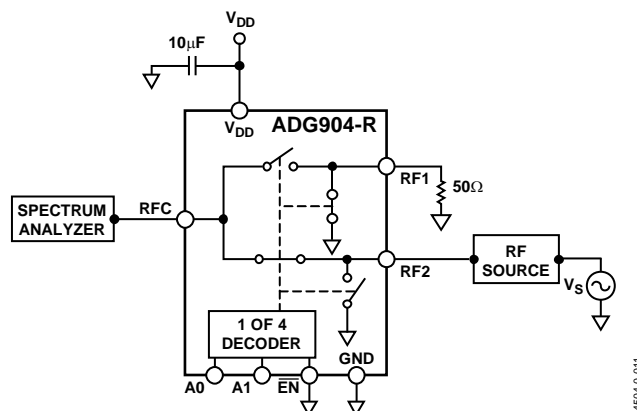 V_DD
10μF
V_DD
ADG904-R
RF1
50Ω
SPECTRUM ANALYZER
RFC
RF2
RF SOURCE
V_S
1 OF 4 DECODER
GND
A0
A1
E̅N̅